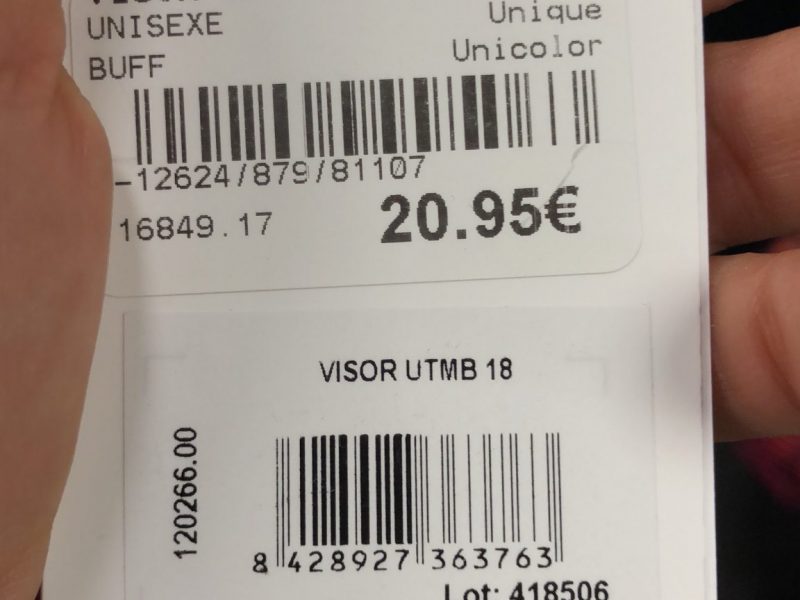 UNISEXE
Unique
BUFF
Unicolor
-12624/879/81107
16849.17
20.95€
VISOR UTMB 18
120266.00
8 428927 363763
Lot: 418506